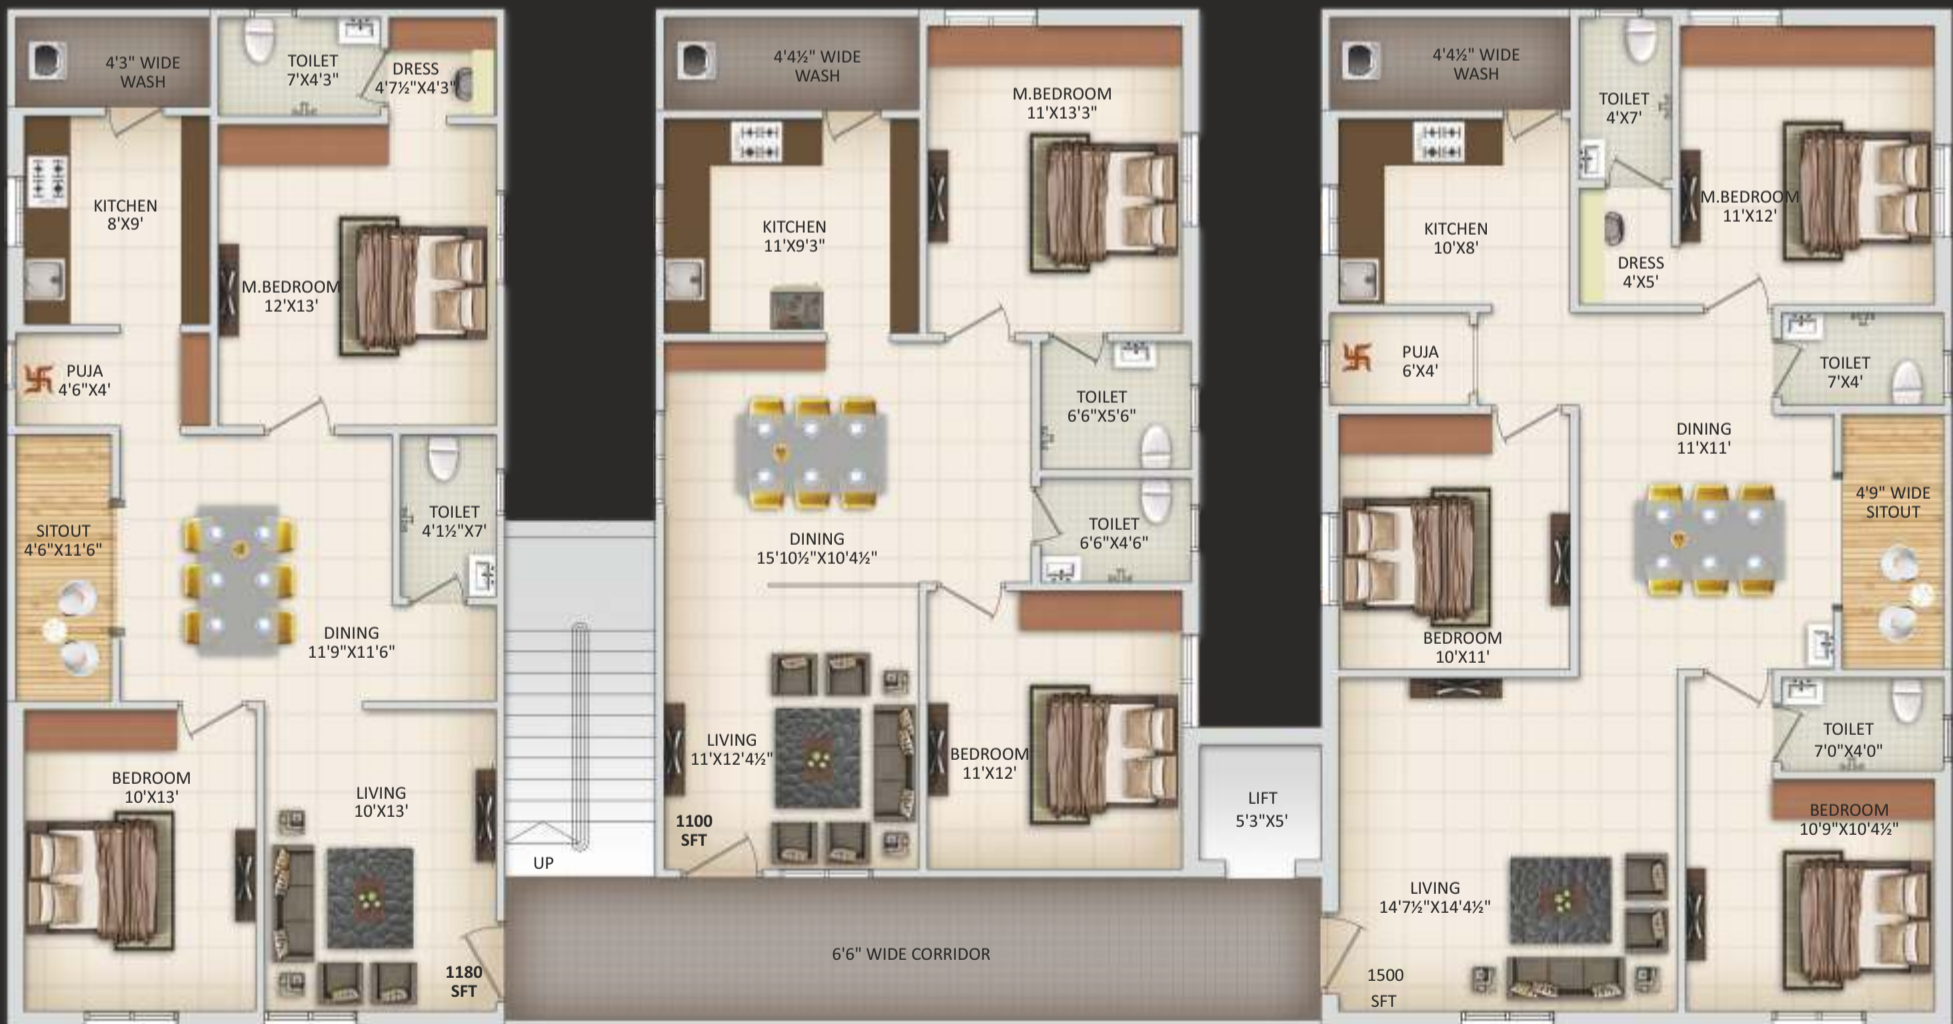 4'3" WIDE
WASH
TOILET
7'X4'3"
DRESS
4'7½"X4'3"
KITCHEN
8'X9'
M.BEDROOM
12'X13'
PUJA
4'6"X4'
SITOUT
4'6"X11'6"
TOILET
4'1½"X7'
DINING
11'9"X11'6"
BEDROOM
10'X13'
LIVING
10'X13'
1180
SFT
UP
4'4½" WIDE
WASH
M.BEDROOM
11'X13'3"
KITCHEN
11'X9'3"
TOILET
6'6"X5'6"
TOILET
6'6"X4'6"
DINING
15'10½"X10'4½"
LIVING
11'X12'4½"
BEDROOM
11'X12'
1100
SFT
LIFT
5'3"X5'
6'6" WIDE CORRIDOR
4'4½" WIDE
WASH
TOILET
4'X7'
M.BEDROOM
11'X12'
KITCHEN
10'X8'
DRESS
4'X5'
PUJA
6'X4'
TOILET
7'X4'
DINING
11'X11'
4'9" WIDE
SITOUT
BEDROOM
10'X11'
TOILET
7'0"X4'0"
BEDROOM
10'9"X10'4½"
LIVING
14'7½"X14'4½"
1500
SFT